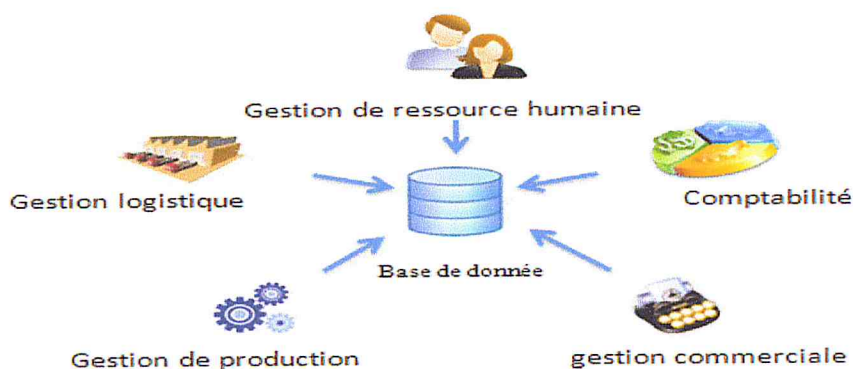 Gestion de ressource humaine
Gestion logistique
Comptabilité
Base de donnée
Gestion de production
gestion commerciale